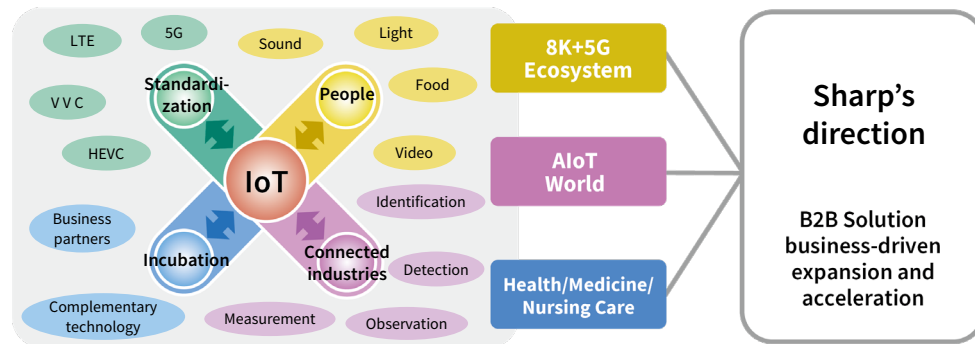 LTE
5G
Sound
Light
V V C
Standardi-
zation
People
Food
HEVC
IoT
Video
Identification
Business
partners
Incubation
Connected
industries
Detection
Complementary
technology
Measurement
Observation
8K+5G
Ecosystem
AIoT
World
Health/Medicine/
Nursing Care
Sharp’s
direction
B2B Solution
business-driven
expansion and
acceleration